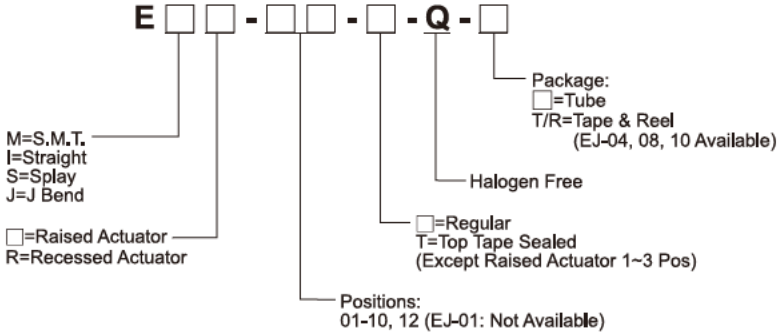 E□□-□□-□-Q-□
Package:
□=Tube
T/R=Tape & Reel
(EJ-04, 08, 10 Available)
M=S.M.T.
I=Straight
S=Splay
J=J Bend
Halogen Free
□=Regular
T=Top Tape Sealed
(Except Raised Actuator 1~3 Pos)
□=Raised Actuator
R=Recessed Actuator
Positions:
01-10, 12 (EJ-01: Not Available)